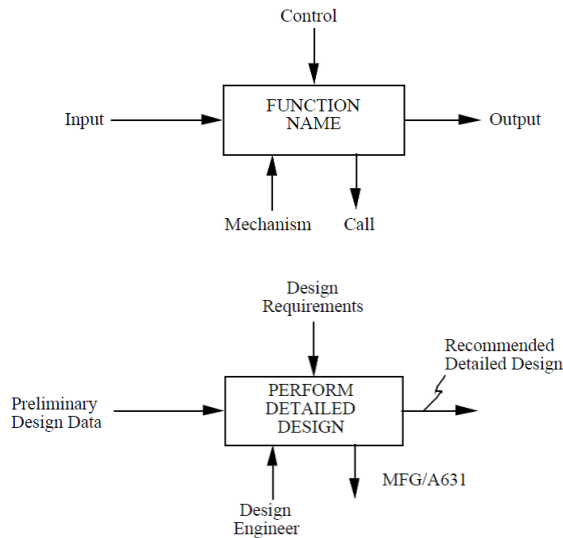 Control
FUNCTION
NAME
Input
Output
Mechanism
Call
Design
Requirements
Recommended
Detailed Design
PERFORM
DETAILED
DESIGN
Preliminary
Design Data
MFG/A631
Design
Engineer